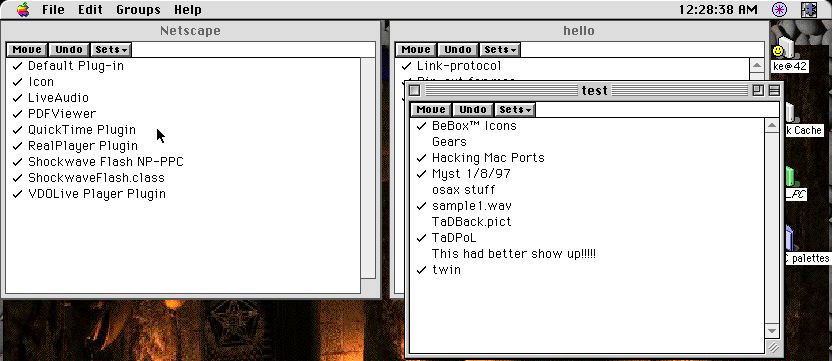 File Edit Groups Help 12:28:38 AM
Netscape
Move Undo Sets
Default Plug-in
Icon
LiveAudio
PDFViewer
QuickTime Plugin
RealPlayer Plugin
Shockwave Flash NP-PPC
ShockwaveFlash.class
VDOLive Player Plugin
hello
Move Undo Sets
Link-protocol
test
Move Undo Sets
BeBox™ Icons
Gears
Hacking Mac Ports
Myst 1/8/97
osax stuff
sample1.wav
TaDBack.pict
TaDPoL
This had better show up!!!!!
twin
ke@42
k Cache
_PC
C palettes